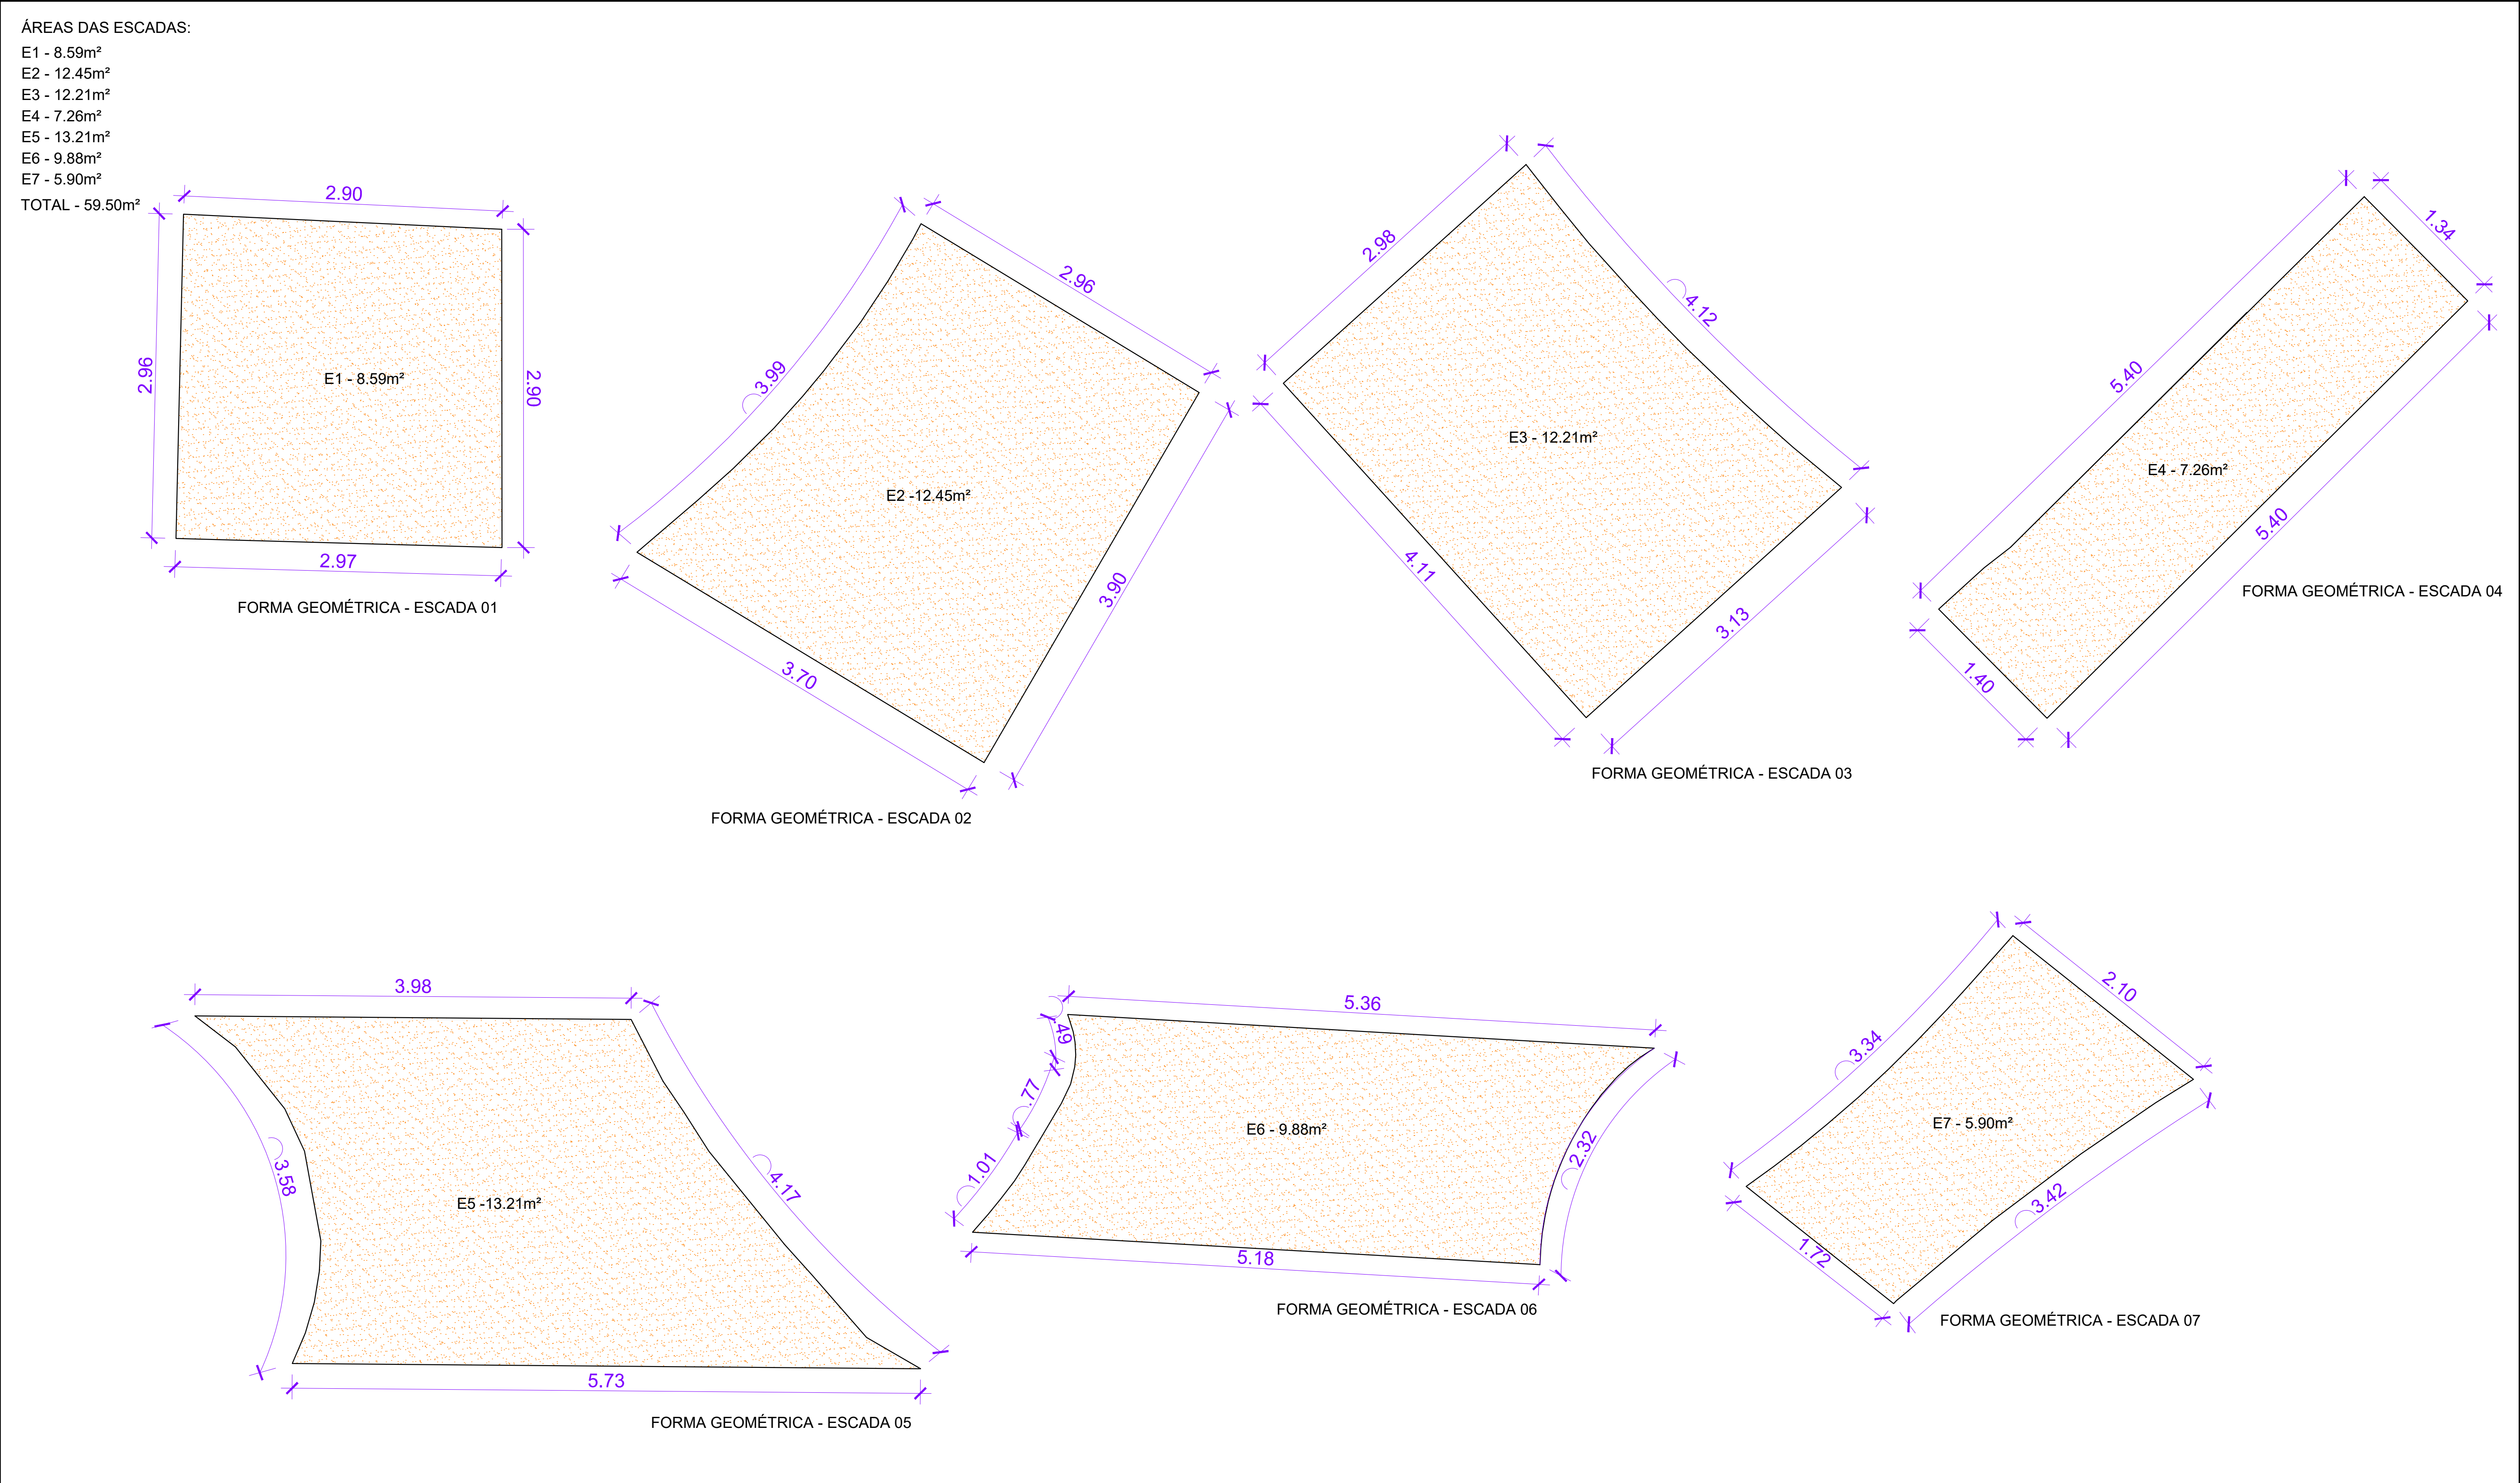 ÁREAS DAS ESCADAS:
E1 - 8.59m²
E2 - 12.45m²
E3 - 12.21m²
E4 - 7.26m²
E5 - 13.21m²
E6 - 9.88m²
E7 - 5.90m²
TOTAL - 59.50m²
2.90
2.96
E1 - 8.59m²
2.90
2.97
FORMA GEOMÉTRICA - ESCADA 01
2.96
3.99
E2 -12.45m²
3.90
3.70
FORMA GEOMÉTRICA - ESCADA 02
2.98
4.12
E3 - 12.21m²
4.11
3.13
FORMA GEOMÉTRICA - ESCADA 03
1.34
5.40
E4 - 7.26m²
5.40
1.40
FORMA GEOMÉTRICA - ESCADA 04
3.98
3.58
E5 -13.21m²
4.17
5.73
FORMA GEOMÉTRICA - ESCADA 05
5.36
.49
.77
1.01
E6 - 9.88m²
2.32
5.18
FORMA GEOMÉTRICA - ESCADA 06
2.10
3.34
E7 - 5.90m²
3.42
1.72
FORMA GEOMÉTRICA - ESCADA 07